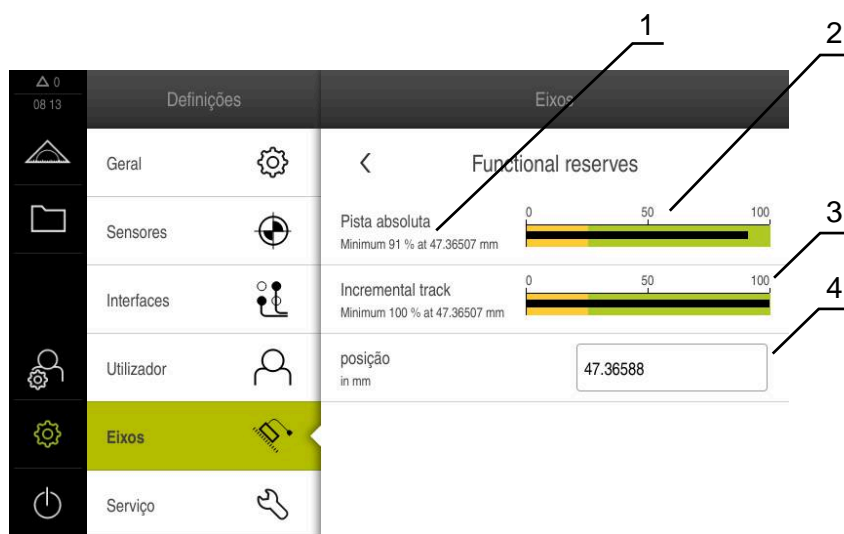 1
2
0
08 13
Definições
Eixos
Geral
Functional reserves
Sensores
Pista absoluta
Minimum 91 % at 47.36507 mm
0 50 100
3
Interfaces
Incremental track
Minimum 100 % at 47.36507 mm
0 50 100
4
Utilizador
posição
in mm
47.36588
Eixos
Serviço